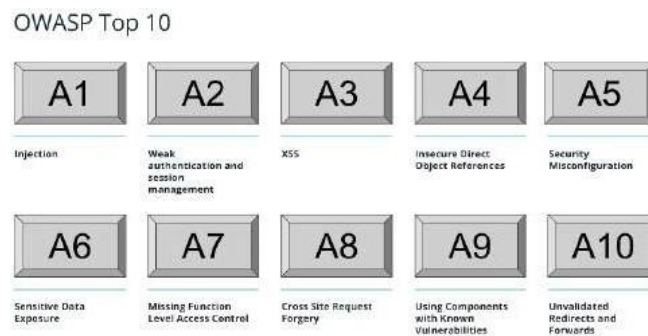 OWASP Top 10
A1
A2
A3
A4
A5
Injection
Weak
authentication and
session
management
XSS
Insecure Direct
Object References
Security
Misconfiguration
A6
A7
A8
A9
A10
Sensitive Data
Exposure
Missing Function
Level Access Control
Cross Site Request
Forgery
Using Components
with Known
Vulnerabilities
Unvalidated
Redirects and
Forwards